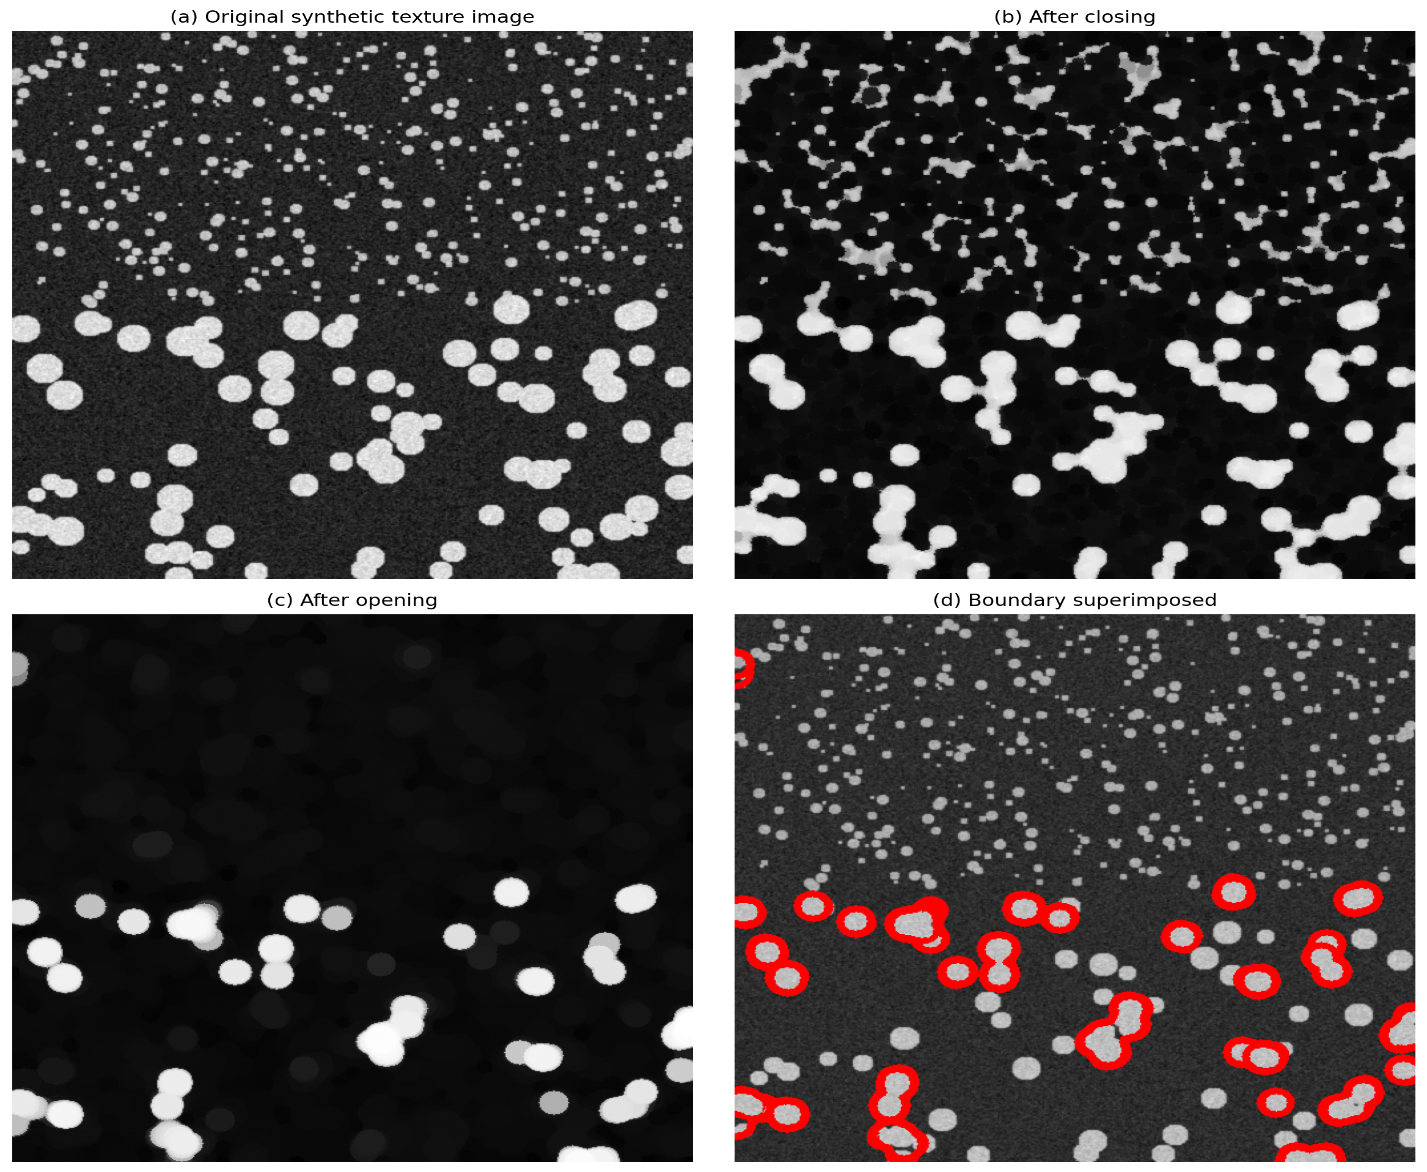 (a) Original synthetic texture image
(b) After closing
(c) After opening
(d) Boundary superimposed